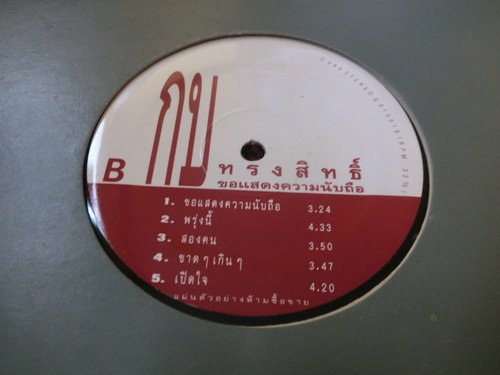 กบ
ทรงสิทธิ์
ขอแสดงความนับถือ
B
1. ขอแสดงความนับถือ 3.24
2. พรุ่งนี้ 4.33
3. สองคน 3.50
4. ขาดๆเกินๆ 3.47
5. เปิดใจ 4.20
แผ่นตัวอย่างห้ามซื้อขาย